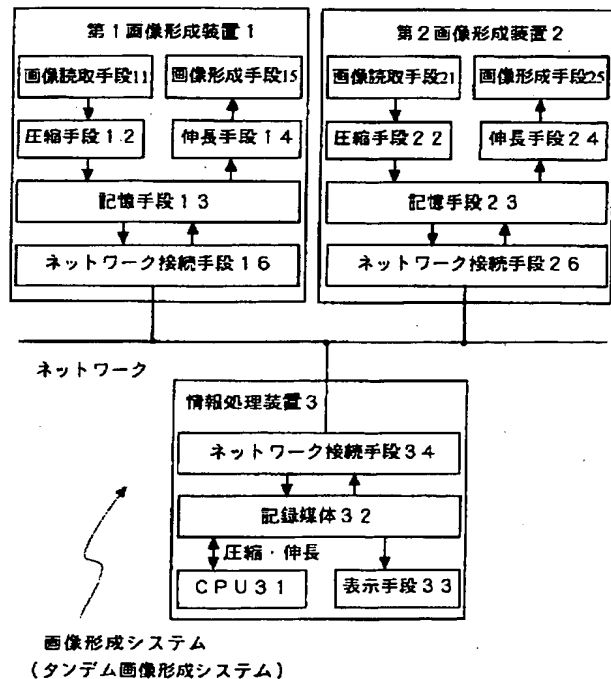 第１画像形成装置１
画像読取手段11
画像形成手段15
圧縮手段１２
伸長手段１４
記憶手段１３
ネットワーク接続手段１６
第２画像形成装置２
画像読取手段21
画像形成手段25
圧縮手段２２
伸長手段２４
記憶手段２３
ネットワーク接続手段２６
ネットワーク
情報処理装置３
ネットワーク接続手段３４
記録媒体３２
圧縮・伸長
ＣＰＵ３１
表示手段３３
画像形成システム
（タンデム画像形成システム）